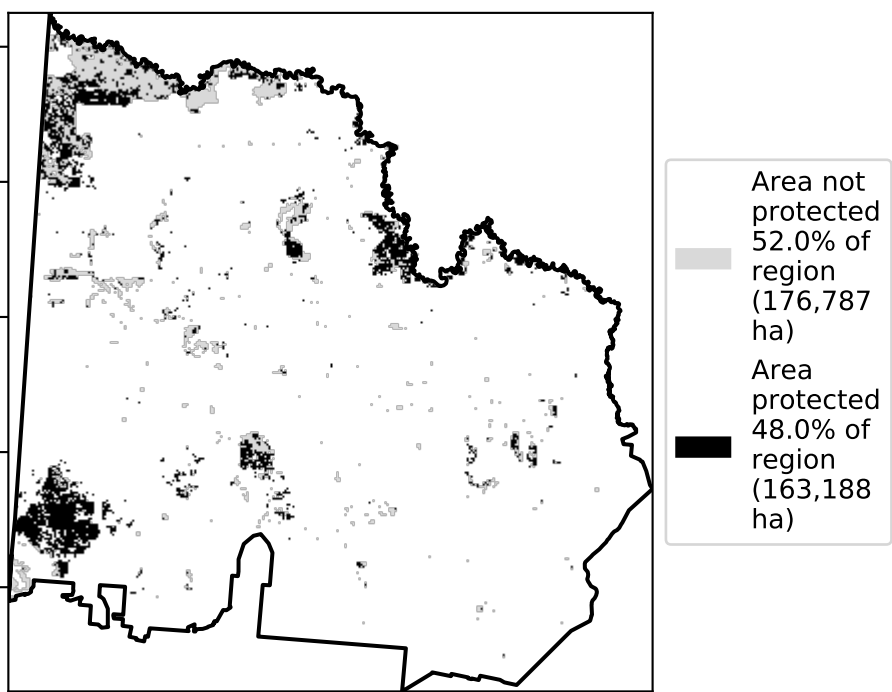 Area not
protected
52.0% of
region
(176,787
ha)
Area
protected
48.0% of
region
(163,188
ha)